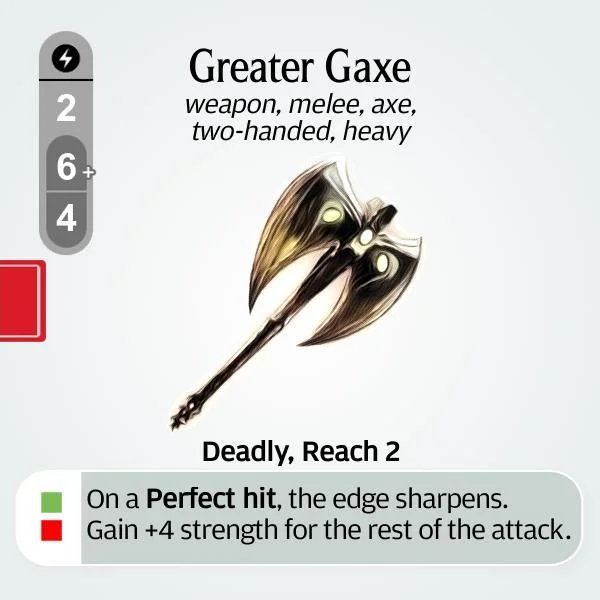 Greater Gaxe
weapon, melee, axe,
two-handed, heavy
2
6+
4
Deadly, Reach 2
On a Perfect hit, the edge sharpens.
Gain +4 strength for the rest of the attack.